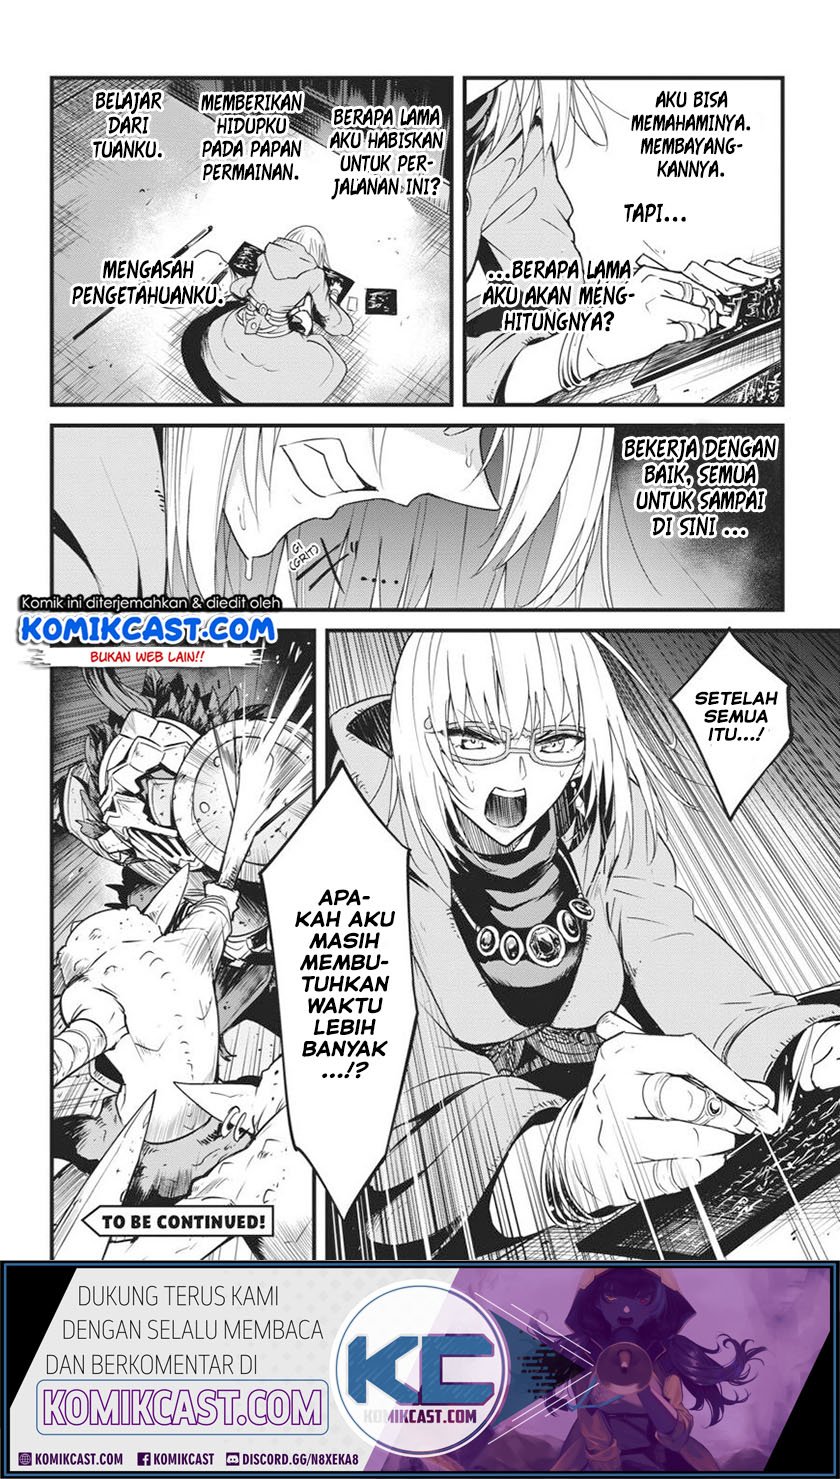 AKU BISA
MEMAHAMINYA.
MEMBAYANG-
KANNYA.
TAPI...
...BERAPA LAMA
AKU AKAN MENG-
HITUNGNYA?
BERAPA LAMA
AKU HABISKAN
UNTUK PER-
JALANAN INI?
MEMBERIKAN
HIDUPKU
PADA PAPAN
PERMAINAN.
BELAJAR
DARI
TUANKU.
MENGASAH
PENGETAHUANKU.
BEKERJA DENGAN
BAIK, SEMUA
UNTUK SAMPAI
DI SINI ...
GI
(GRIT)
Komik ini diterjemahkan & diedit oleh
KOMIKCAST.COM
BUKAN WEB LAIN!!
SETELAH
SEMUA
ITU...!
APA-
KAH AKU
MASIH
MEMBU-
TUHKAN
WAKTU
LEBIH
BANYAK
...!?
TO BE CONTINUED!
DUKUNG TERUS KAMI
DENGAN SELALU MEMBACA
DAN BERKOMENTAR DI
KOMIKCAST.COM
KC
KOMIKCAST.COM
KOMIKCAST.COM
KOMIKCAST
DISCORD.GG/N8XEKA8